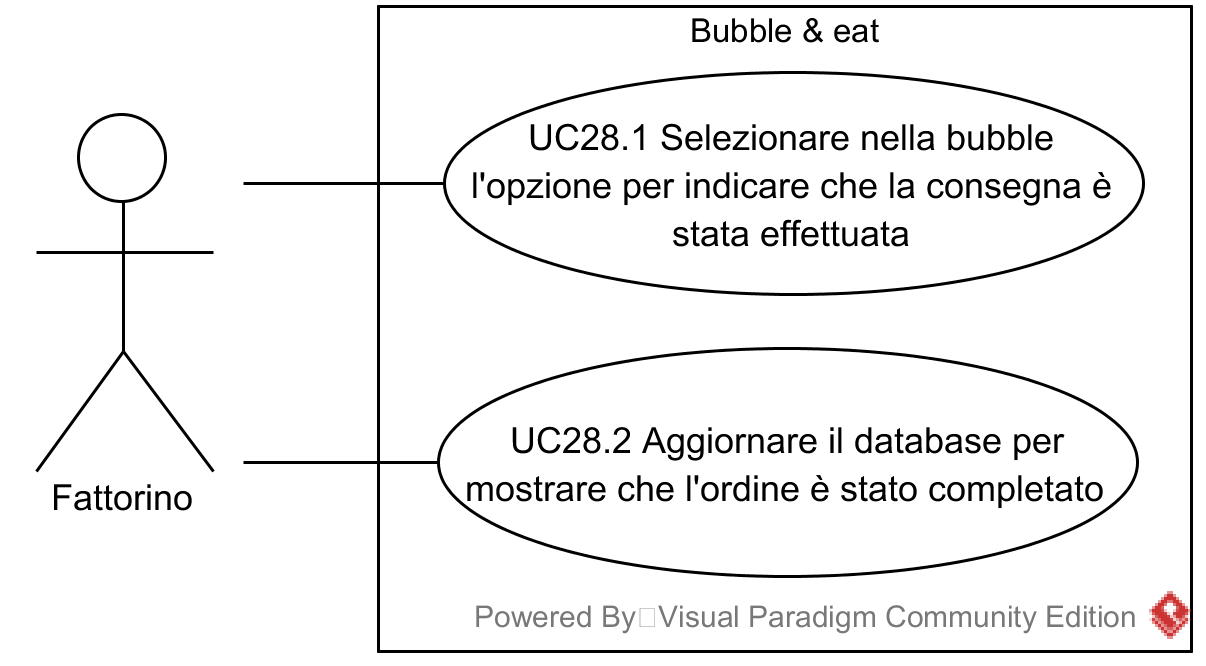 Bubble & eat
UC28.1 Selezionare nella bubble
l'opzione per indicare che la consegna è
stata effettuata
UC28.2 Aggiornare il database per
mostrare che l'ordine è stato completato
Fattorino
Powered By Visual Paradigm Community Edition